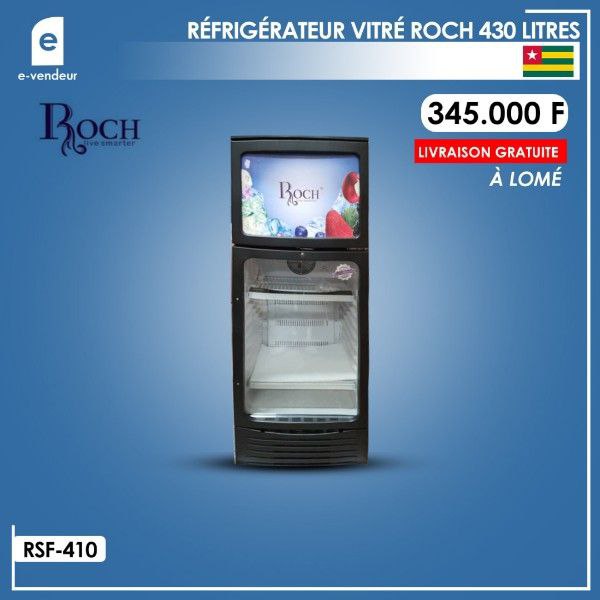 e
e-vendeur
RÉFRIGÉRATEUR VITRÉ ROCH 430 LITRES
ROCH
live smarter
345.000 F
LIVRAISON GRATUITE
À LOMÉ
ROCH
RSF-410